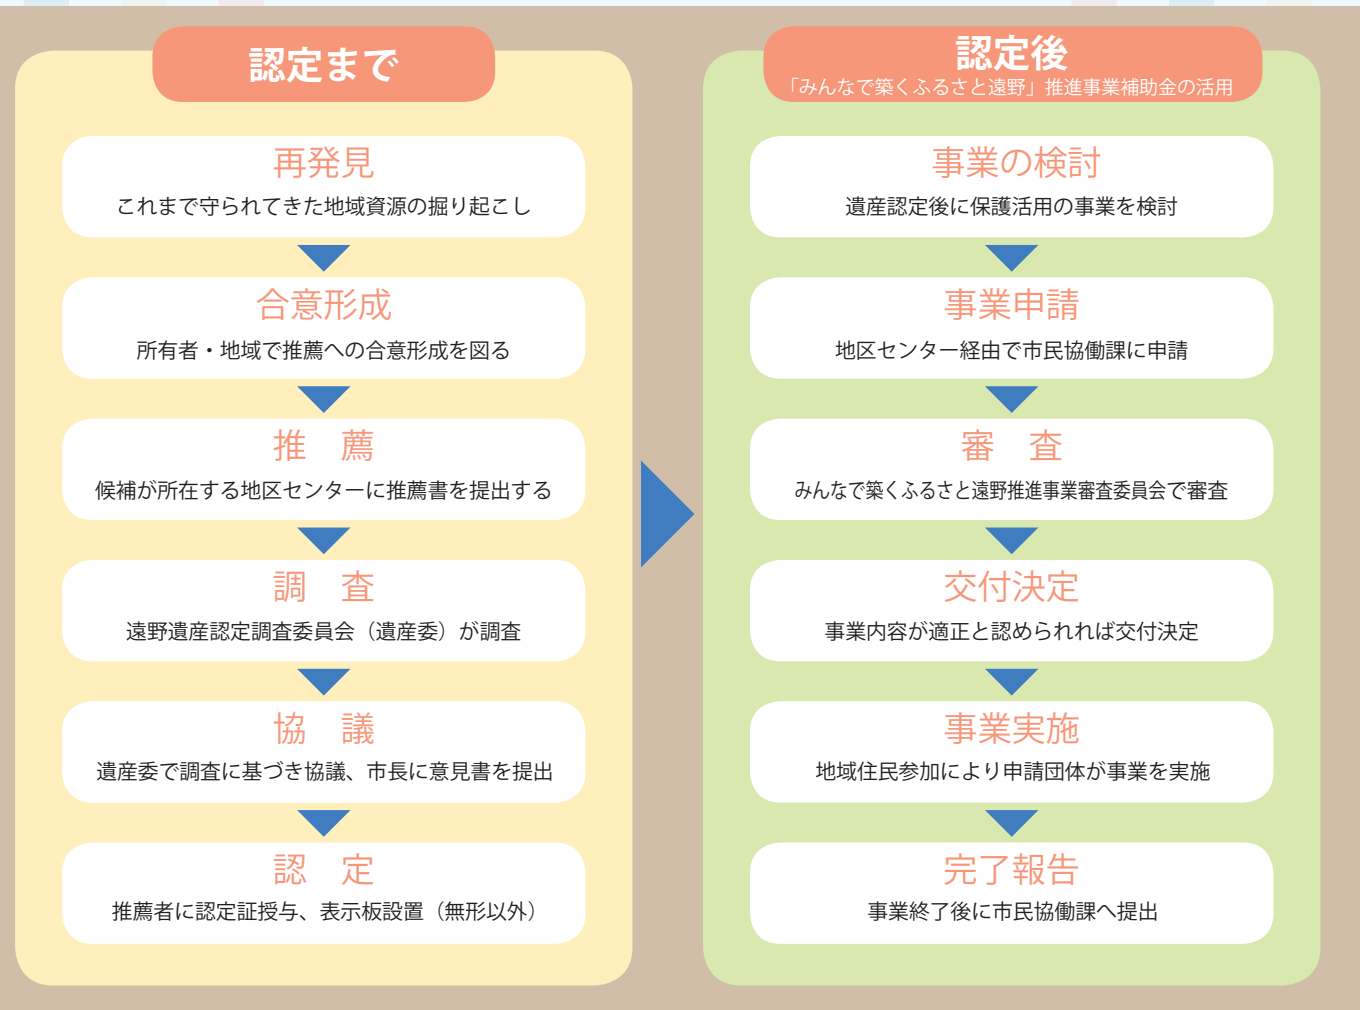 認定まで
再発見
これまで守られてきた地域資源の掘り起こし
合意形成
所有者・地域で推薦への合意形成を図る
推　薦
候補が所在する地区センターに推薦書を提出する
調　査
遠野遺産認定調査委員会（遺産委）が調査
協　議
遺産委で調査に基づき協議、市長に意見書を提出
認　定
推薦者に認定証授与、表示板設置（無形以外）
認定後
「みんなで築くふるさと遠野」推進事業補助金の活用
事業の検討
遺産認定後に保護活用の事業を検討
事業申請
地区センター経由で市民協働課に申請
審　査
みんなで築くふるさと遠野推進事業審査委員会で審査
交付決定
事業内容が適正と認められれば交付決定
事業実施
地域住民参加により申請団体が事業を実施
完了報告
事業終了後に市民協働課へ提出